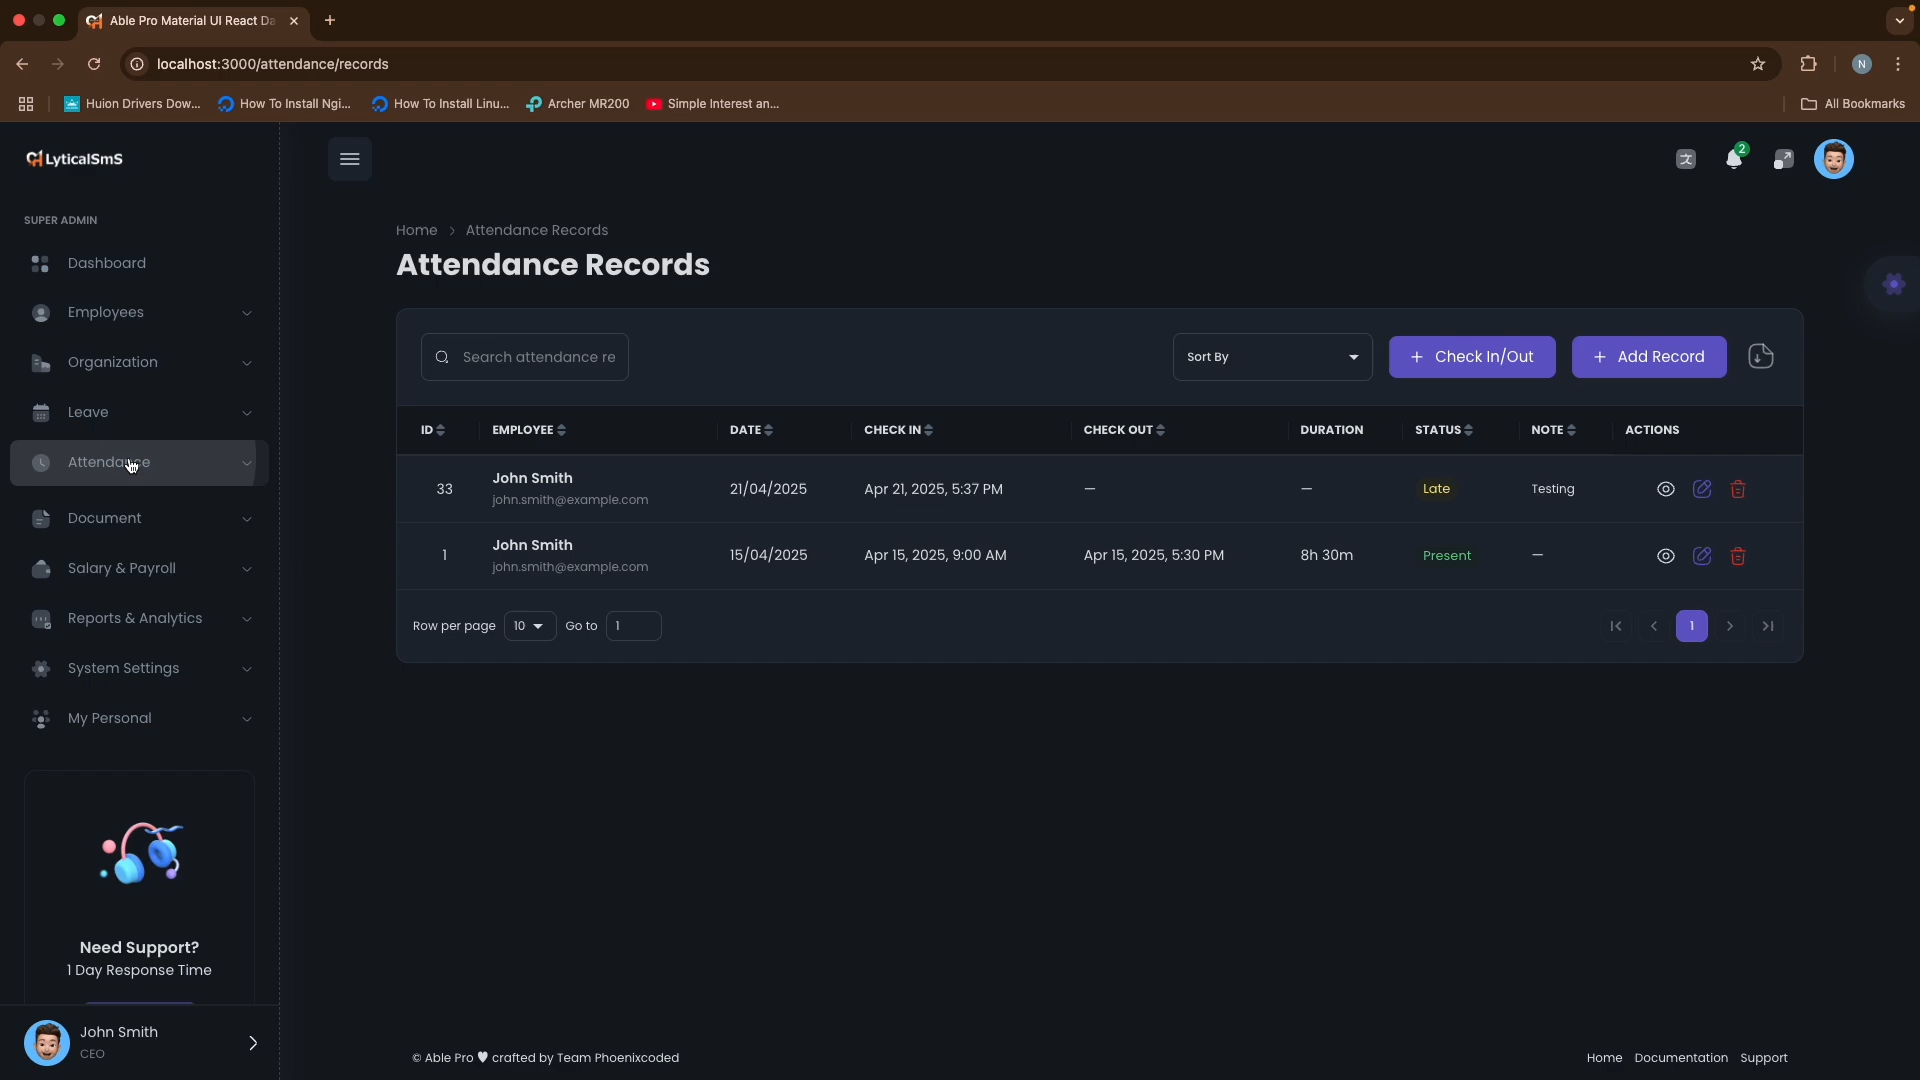 Able Pro Material UI React Da
localhost:3000/attendance/records
N
Huion Drivers Dow...
How To Install Ngi...
How To Install Linu...
Archer MR200
Simple Interest an...
All Bookmarks
LyticalSmS
2
SUPER ADMIN
Dashboard
Employees
Organization
Leave
Attendance
Document
Salary & Payroll
Reports & Analytics
System Settings
My Personal
Need Support?
1 Day Response Time
John Smith
CEO
Home > Attendance Records
Attendance Records
Search attendance re
Sort By
+ Check In/Out
+ Add Record
ID EMPLOYEE DATE CHECK IN CHECK OUT DURATION STATUS NOTE ACTIONS
33 John Smith 21/04/2025 Apr 21, 2025, 5:37 PM — — Late Testing
john.smith@example.com
1 John Smith 15/04/2025 Apr 15, 2025, 9:00 AM Apr 15, 2025, 5:30 PM 8h 30m Present —
john.smith@example.com
Row per page 10 Go to 1
1
© Able Pro ♥ crafted by Team Phoenixcoded
Home Documentation Support